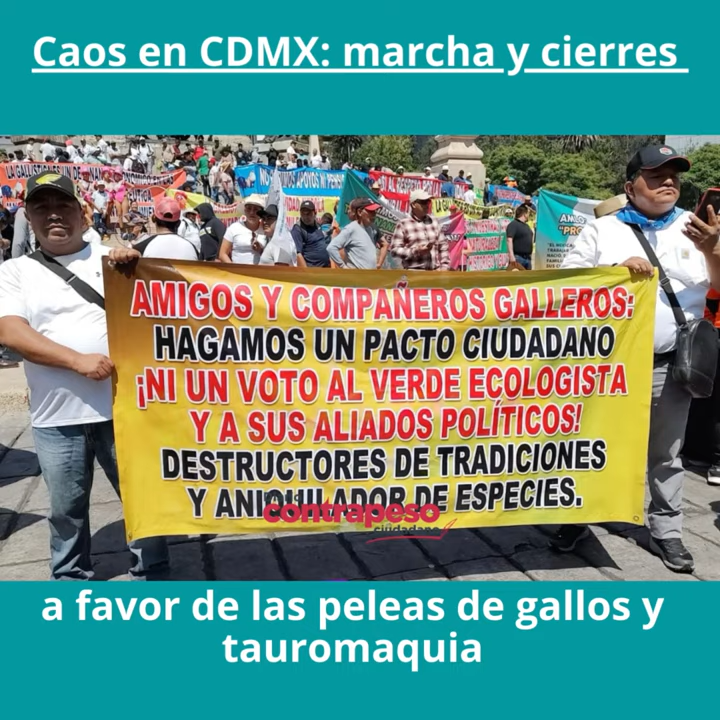 Caos en CDMX: marcha y cierres
AMIGOS Y COMPAÑEROS GALLEROS:
HAGAMOS UN PACTO CIUDADANO
¡NI UN VOTO AL VERDE ECOLOGISTA
Y A SUS ALIADOS POLÍTICOS!
DESTRUCTORES DE TRADICIONES
Y DE ESPECIES.
contrapeso
ciudadano
a favor de las peleas de gallos y
tauromaquia